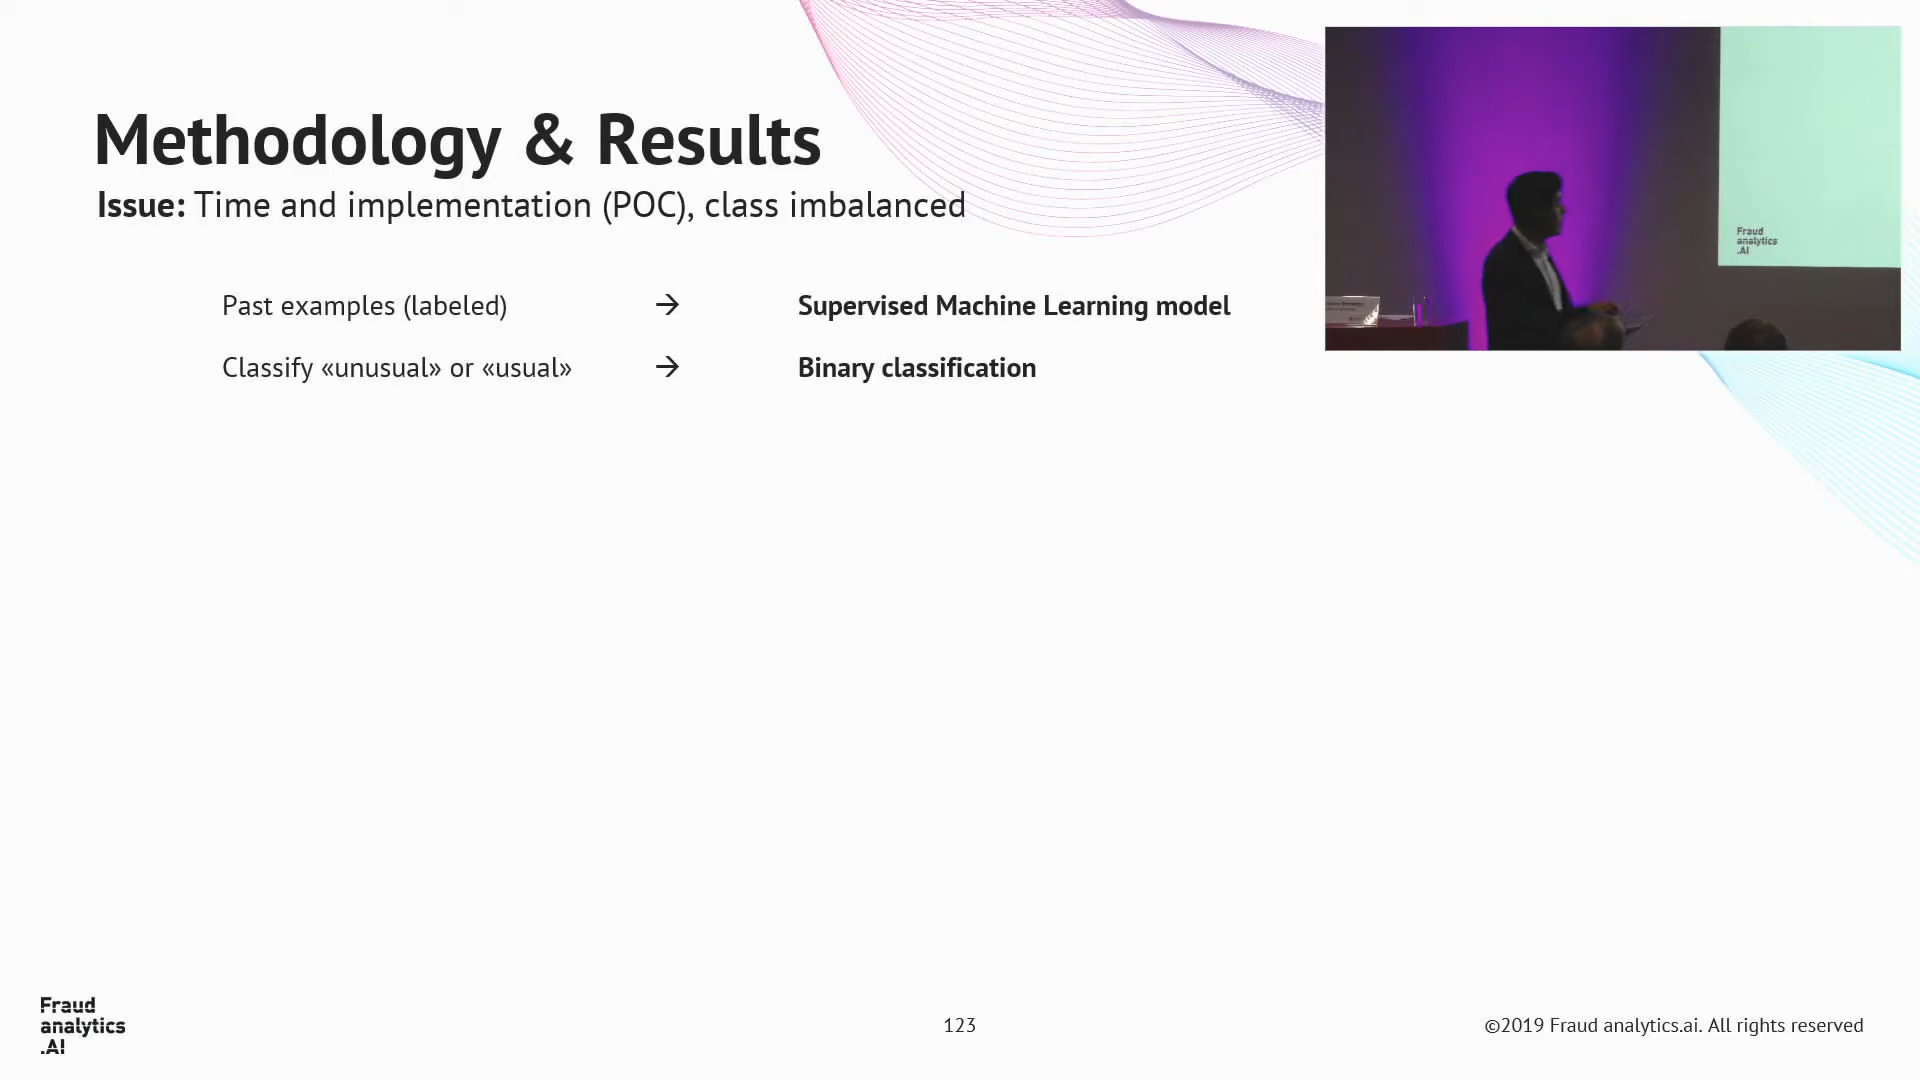 Methodology & Results
Issue: Time and implementation (POC), class imbalanced
Past examples (labeled) → Supervised Machine Learning model
Classify «unusual» or «usual» → Binary classification
Fraud
analytics
.AI
Fraud
analytics
.AI
123
©2019 Fraud analytics.ai. All rights reserved